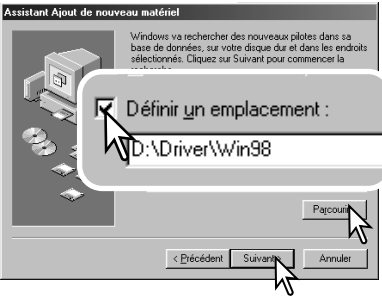 Assistant Ajout de nouveau matériel
Windows va rechercher des nouveaux pilotes dans sa
base de données, sur votre disque dur et dans les endroits
sélectionnés. Cliquez sur Suivant pour commencer la
recherche.
Définir un emplacement :
D:\Driver\Win98
Parcourir
< Précédent
Suivant >
Annuler